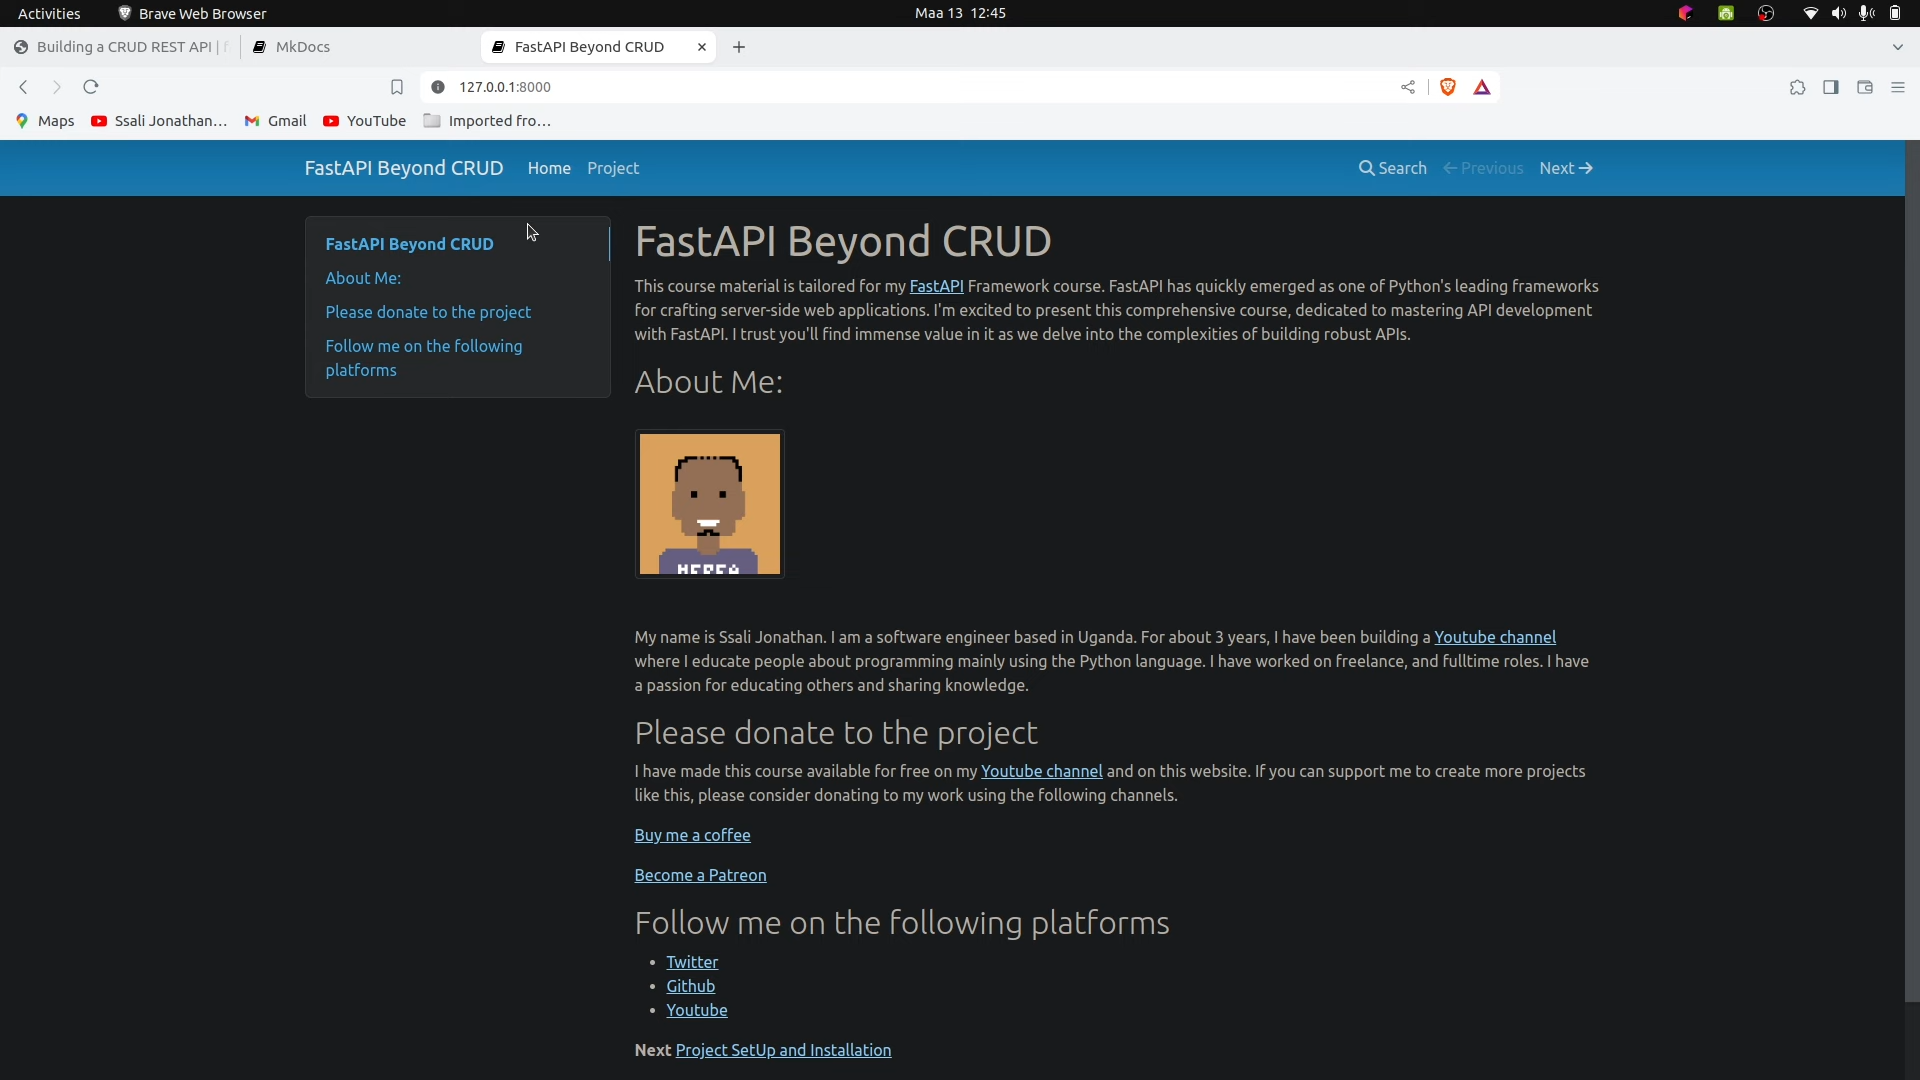 Activities Brave Web Browser Maa 13 12:45
Building a CRUD REST API | MkDocs FastAPI Beyond CRUD
127.0.0.1:8000
Maps Ssali Jonathan... Gmail YouTube Imported fro...
FastAPI Beyond CRUD Home Project Search Previous Next
FastAPI Beyond CRUD
About Me:
Please donate to the project
Follow me on the following
platforms
FastAPI Beyond CRUD
This course material is tailored for my FastAPI Framework course. FastAPI has quickly emerged as one of Python's leading frameworks
for crafting server-side web applications. I'm excited to present this comprehensive course, dedicated to mastering API development
with FastAPI. I trust you'll find immense value in it as we delve into the complexities of building robust APIs.
About Me:
My name is Ssali Jonathan. I am a software engineer based in Uganda. For about 3 years, I have been building a Youtube channel
where I educate people about programming mainly using the Python language. I have worked on freelance, and fulltime roles. I have
a passion for educating others and sharing knowledge.
Please donate to the project
I have made this course available for free on my Youtube channel and on this website. If you can support me to create more projects
like this, please consider donating to my work using the following channels.
Buy me a coffee
Become a Patreon
Follow me on the following platforms
• Twitter
• Github
• Youtube
Next Project SetUp and Installation